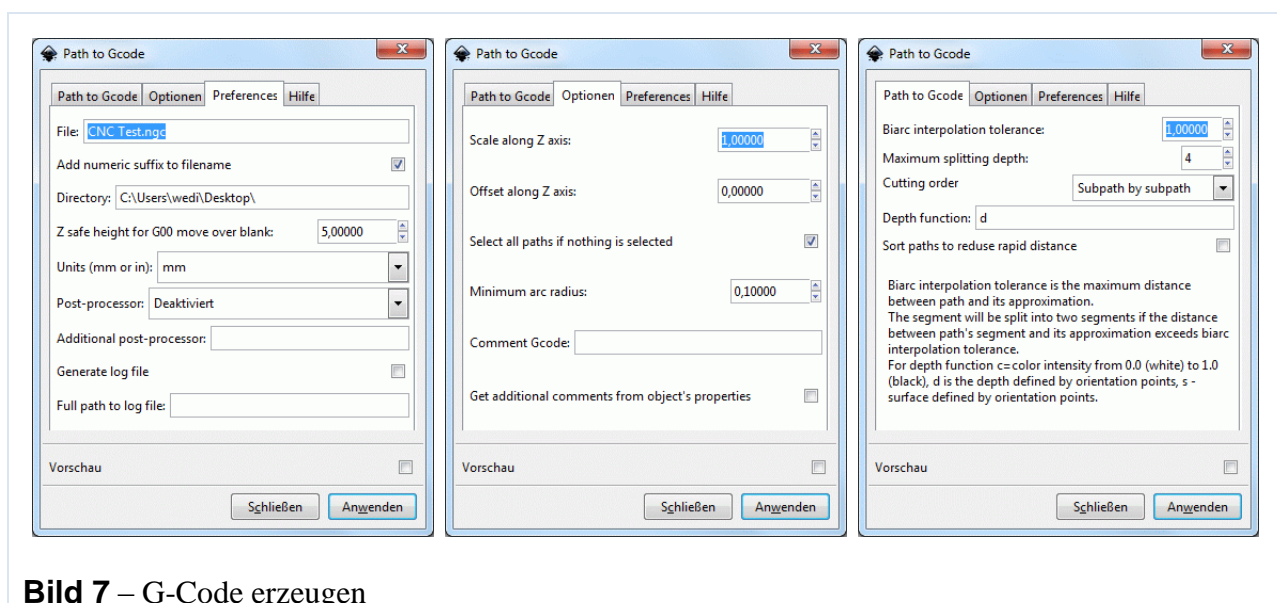 Path to Gcode
Path to Gcode Optionen Preferences Hilfe
File: CNC Test.ngc
Add numeric suffix to filename
Directory: C:\Users\wedi\Desktop\
Z safe height for G00 move over blank: 5,00000
Units (mm or in): mm
Post-processor: Deaktiviert
Additional post-processor:
Generate log file
Full path to log file:
Vorschau
Schließen Anwenden
Path to Gcode
Path to Gcode Optionen Preferences Hilfe
Scale along Z axis: 1,00000
Offset along Z axis: 0,00000
Select all paths if nothing is selected
Minimum arc radius: 0,10000
Comment Gcode:
Get additional comments from object's properties
Vorschau
Schließen Anwenden
Path to Gcode
Path to Gcode Optionen Preferences Hilfe
Biarc interpolation tolerance: 1,00000
Maximum splitting depth: 4
Cutting order Subpath by subpath
Depth function: d
Sort paths to reduse rapid distance
Biarc interpolation tolerance is the maximum distance
between path and its approximation.
The segment will be split into two segments if the distance
between path's segment and its approximation exceeds biarc
interpolation tolerance.
For depth function c=color intensity from 0.0 (white) to 1.0
(black), d is the depth defined by orientation points, s -
surface defined by orientation points.
Vorschau
Schließen Anwenden
Bild 7 – G-Code erzeugen